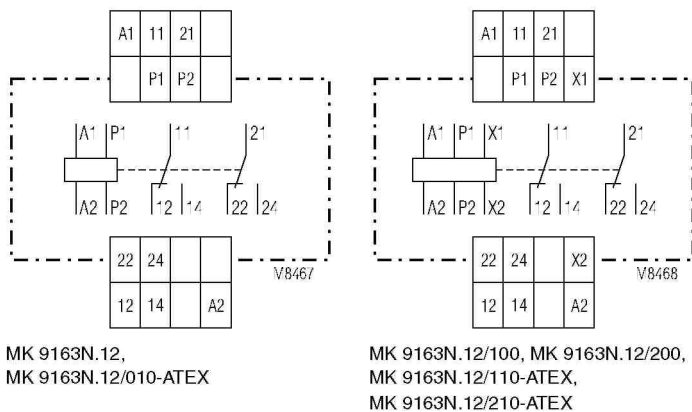 A1 11 21
P1 P2
A1 P1 11 21
A2 P2 12 14 22 24
22 24
V8467
12 14 A2
MK 9163N.12,
MK 9163N.12/010-ATEX
A1 11 21
P1 P2 X1
A1 P1 X1 11 21
A2 P2 X2 12 14 22 24
22 24 X2
V8468
12 14 A2
MK 9163N.12/100, MK 9163N.12/200,
MK 9163N.12/110-ATEX,
MK 9163N.12/210-ATEX